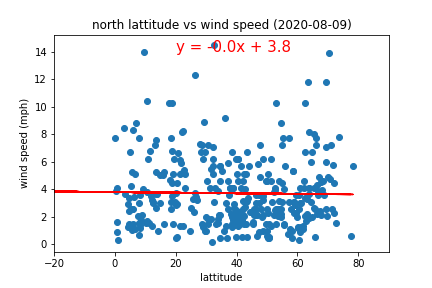 north lattitude vs wind speed (2020-08-09)
y = -0.0x + 3.8
wind speed (mph)
14
12
10
8
6
4
2
0
−20 0 20 40 60 80
lattitude